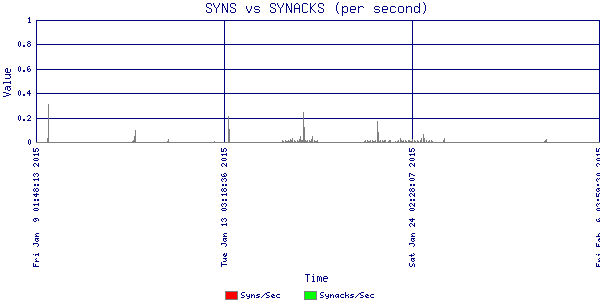 SYNS vs SYNACKS (per second)
1
0.8
0.6
0.4
0.2
0
Value
Fri Jan 9 01:48:13 2015
Tue Jan 13 03:18:36 2015
Sat Jan 24 02:28:07 2015
Fri Feb 6 03:59:30 2015
Time
Syns/Sec
Synacks/Sec